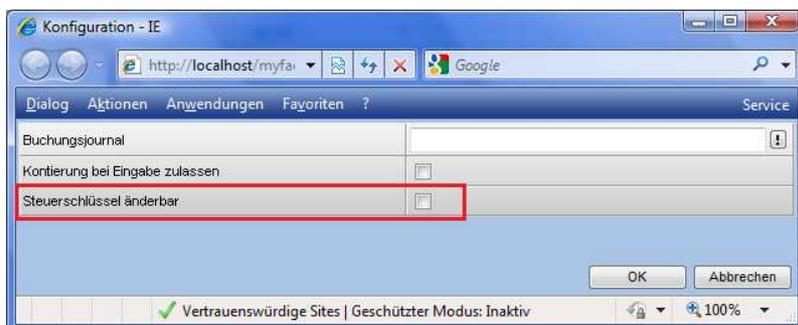 Konfiguration - IE
http://localhost/myfa
Google
Dialog Aktionen Anwendungen Favoriten ? Service
Buchungsjournal
Kontierung bei Eingabe zulassen
Steuerschlüssel änderbar
OK Abbrechen
Vertrauenswürdige Sites | Geschützter Modus: Inaktiv 100%